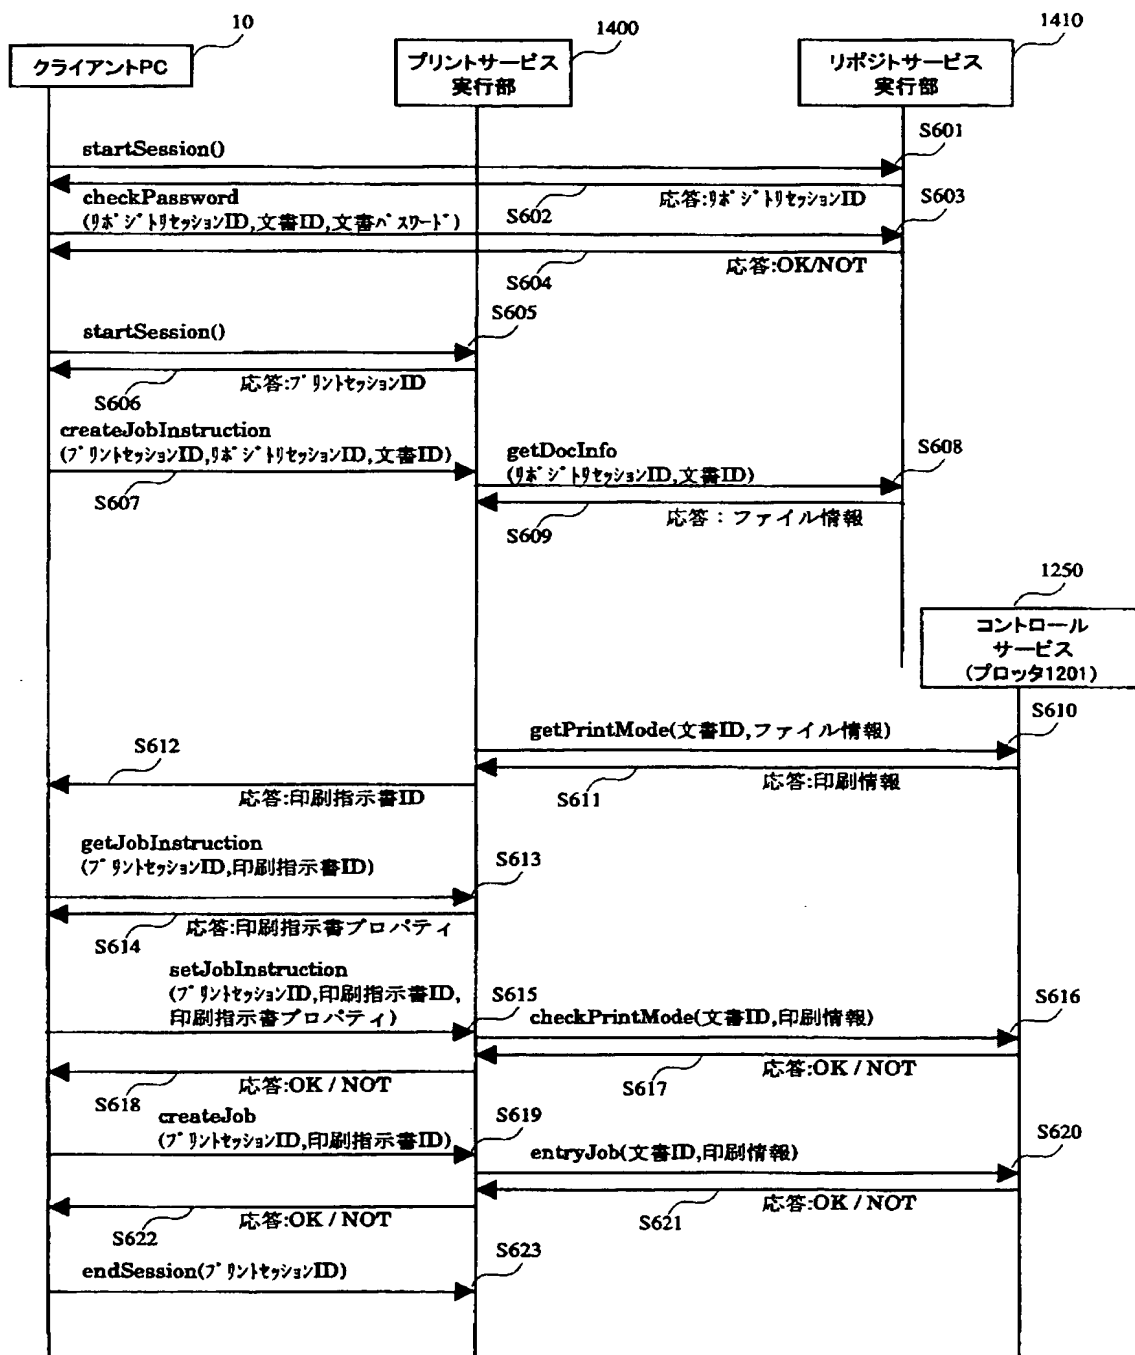 10
1400
1410
クライアントPC
プリントサービス
実行部
リポジトサービス
実行部
S601
startSession()
応答:ﾘﾎﾟｼﾞﾄﾘｾｯｼｮﾝID
S602
S603
checkPassword
(ﾘﾎﾟｼﾞﾄﾘｾｯｼｮﾝID,文書ID,文書ﾊﾟｽﾜｰﾄﾞ)
応答:OK/NOT
S604
S605
startSession()
応答:ﾌﾟﾘﾝﾄｾｯｼｮﾝID
S606
createJobInstruction
(ﾌﾟﾘﾝﾄｾｯｼｮﾝID,ﾘﾎﾟｼﾞﾄﾘｾｯｼｮﾝID,文書ID)
S607
getDocInfo
(ﾘﾎﾟｼﾞﾄﾘｾｯｼｮﾝID,文書ID)
S608
応答：ファイル情報
S609
1250
コントロール
サービス
(プロッタ1201)
S610
getPrintMode(文書ID,ファイル情報)
応答:印刷情報
S611
S612
応答:印刷指示書ID
getJobInstruction
(ﾌﾟﾘﾝﾄｾｯｼｮﾝID,印刷指示書ID)
S613
応答:印刷指示書プロパティ
S614
setJobInstruction
(ﾌﾟﾘﾝﾄｾｯｼｮﾝID,印刷指示書ID,
印刷指示書プロパティ)
S615
checkPrintMode(文書ID,印刷情報)
S616
応答:OK / NOT
S617
応答:OK / NOT
S618
createJob
(ﾌﾟﾘﾝﾄｾｯｼｮﾝID,印刷指示書ID)
S619
entryJob(文書ID,印刷情報)
S620
応答:OK / NOT
S621
応答:OK / NOT
S622
S623
endSession(ﾌﾟﾘﾝﾄｾｯｼｮﾝID)